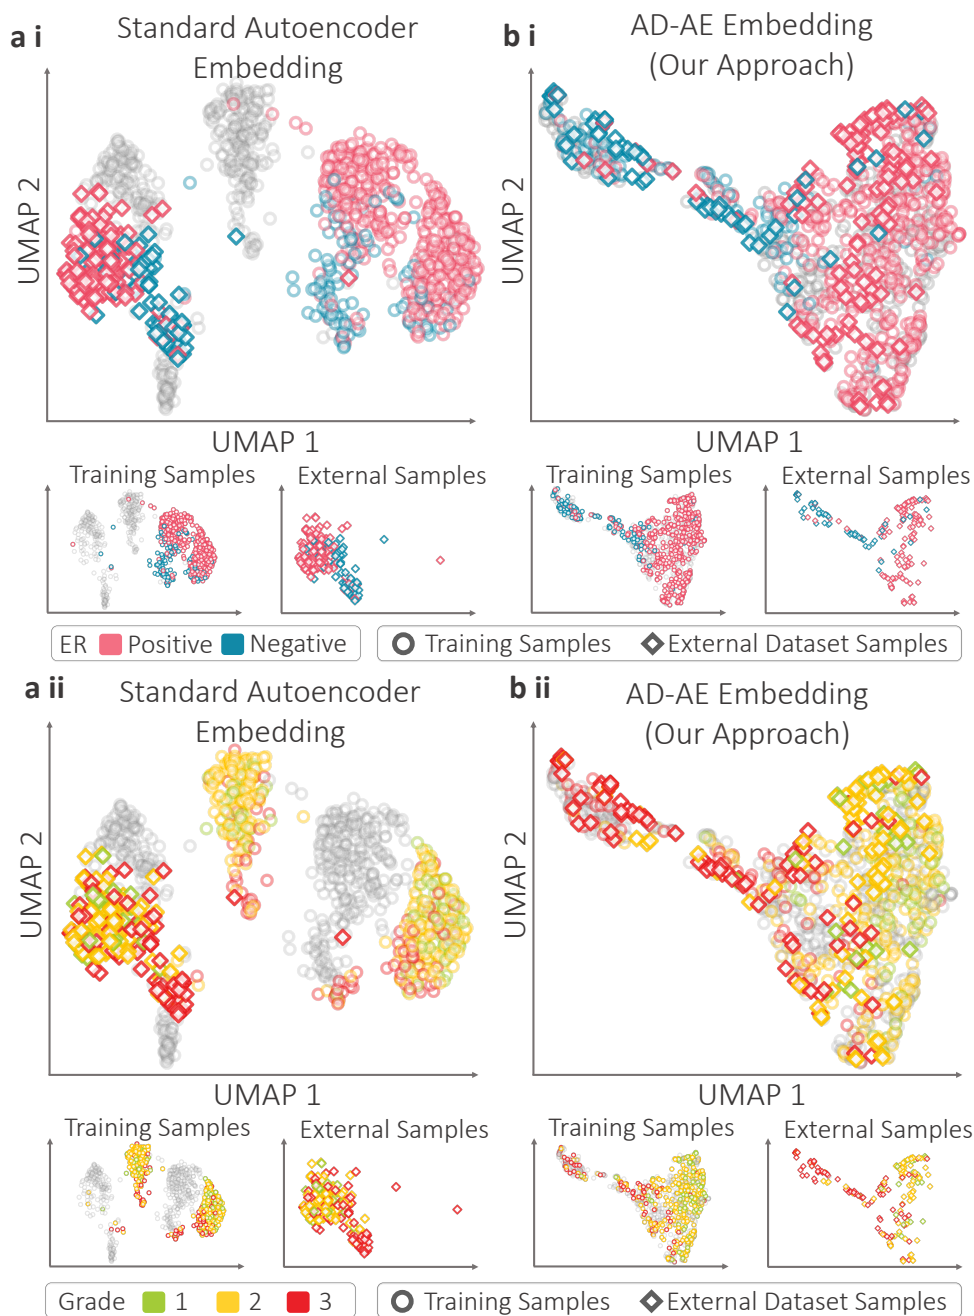 a i
Standard Autoencoder
Embedding
b i
AD-AE Embedding
(Our Approach)
UMAP 2
UMAP 2
UMAP 1
UMAP 1
Training Samples
External Samples
Training Samples
External Samples
ER Positive Negative
Training Samples External Dataset Samples
a ii
Standard Autoencoder
Embedding
b ii
AD-AE Embedding
(Our Approach)
UMAP 2
UMAP 2
UMAP 1
UMAP 1
Training Samples
External Samples
Training Samples
External Samples
Grade 1 2 3
Training Samples External Dataset Samples